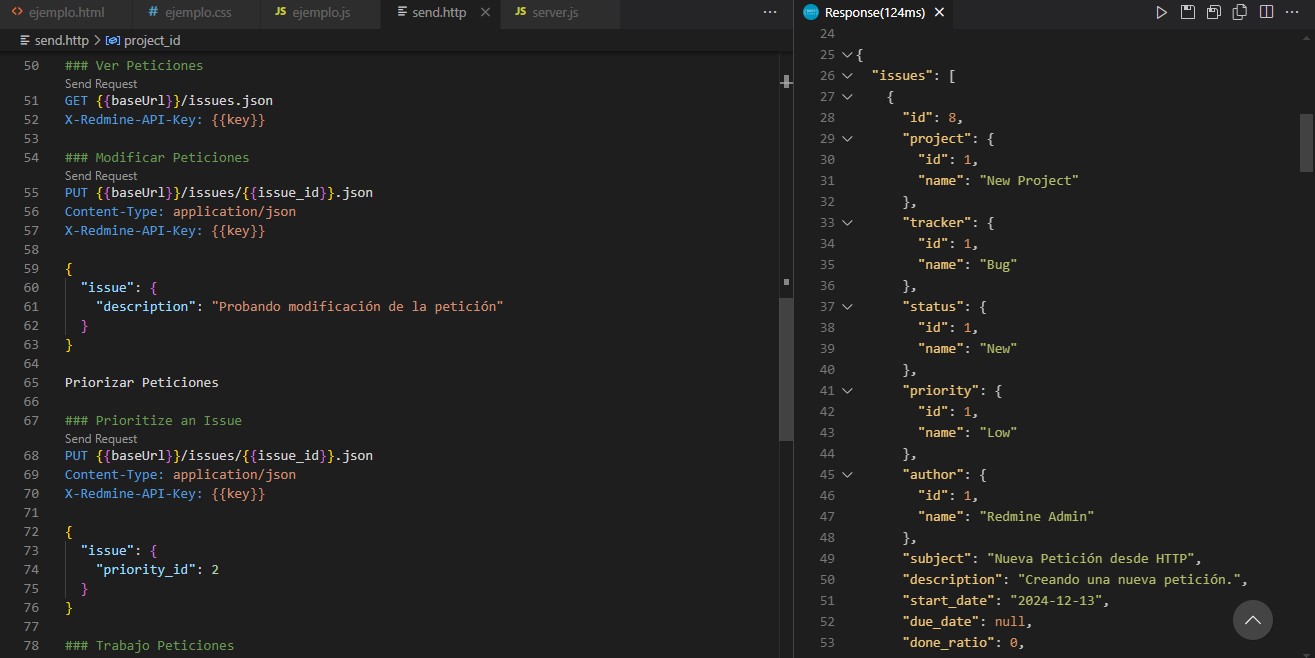 ejemplo.html
# ejemplo.css
JS ejemplo.js
send.http
JS server.js
...
send.http > project_id
50 ### Ver Peticiones
Send Request
51 GET {{baseUrl}}/issues.json
52 X-Redmine-API-Key: {{key}}
53
54 ### Modificar Peticiones
Send Request
55 PUT {{baseUrl}}/issues/{{issue_id}}.json
56 Content-Type: application/json
57 X-Redmine-API-Key: {{key}}
58
59 {
60 "issue": {
61 "description": "Probando modificación de la petición"
62 }
63 }
64
65 Priorizar Peticiones
66
67 ### Prioritize an Issue
Send Request
68 PUT {{baseUrl}}/issues/{{issue_id}}.json
69 Content-Type: application/json
70 X-Redmine-API-Key: {{key}}
71
72 {
73 "issue": {
74 "priority_id": 2
75 }
76 }
77
78 ### Trabajo Peticiones
Response(124ms)
...
24
25 {
26 "issues": [
27 {
28 "id": 8,
29 "project": {
30 "id": 1,
31 "name": "New Project"
32 },
33 "tracker": {
34 "id": 1,
35 "name": "Bug"
36 },
37 "status": {
38 "id": 1,
39 "name": "New"
40 },
41 "priority": {
42 "id": 1,
43 "name": "Low"
44 },
45 "author": {
46 "id": 1,
47 "name": "Redmine Admin"
48 },
49 "subject": "Nueva Petición desde HTTP",
50 "description": "Creando una nueva petición.",
51 "start_date": "2024-12-13",
52 "due_date": null,
53 "done_ratio": 0,